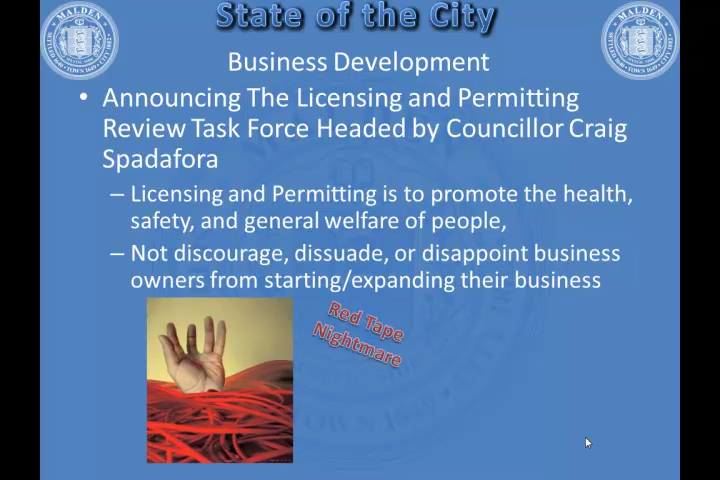 State of the City
MALDEN
MALDEN
Business Development
• Announcing The Licensing and Permitting
Review Task Force Headed by Councillor Craig
Spadafora
– Licensing and Permitting is to promote the health,
safety, and general welfare of people,
– Not discourage, dissuade, or disappoint business
owners from starting/expanding their business
Red Tape
Nightmare